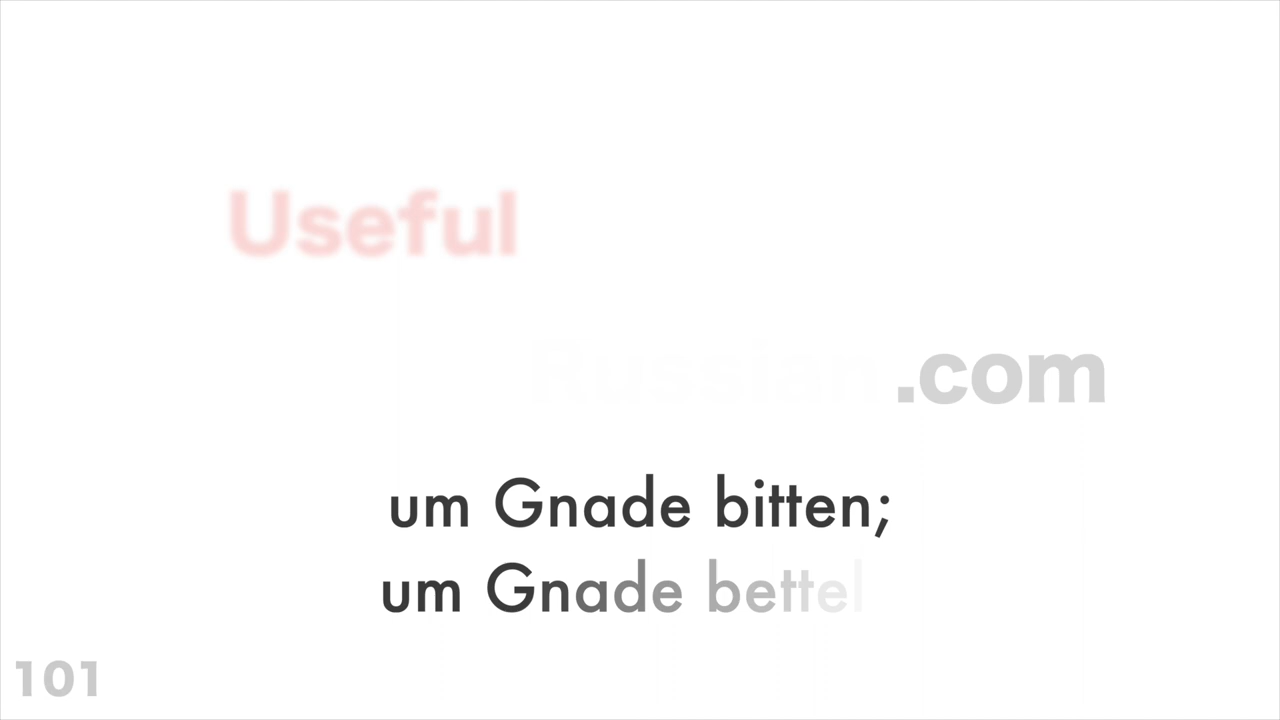 Useful
Russian.com
um Gnade bitten;
um Gnade bettel
101